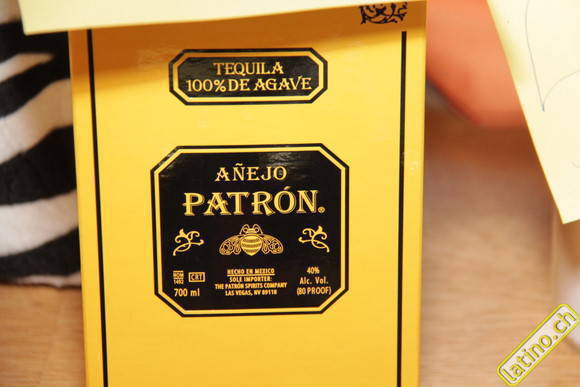 TEQUILA
100% DE AGAVE
AÑEJO
PATRÓN®
NOM
1492
CRT
700 ml
HECHO EN MEXICO
SOLE IMPORTER:
THE PATRÓN SPIRITS COMPANY
LAS VEGAS, NV 89118
40%
Alc. Vol.
(80 PROOF)
latino.ch